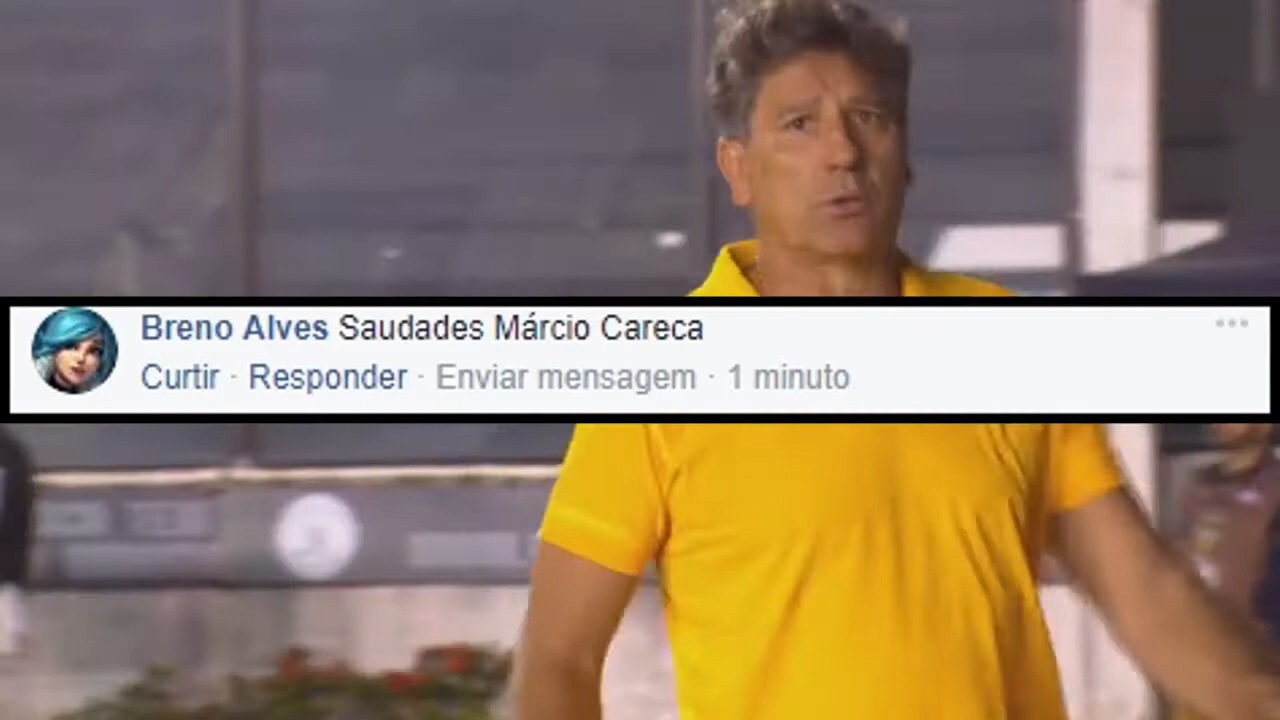 Breno Alves Saudades Márcio Careca
Curtir · Responder · Enviar mensagem · 1 minuto